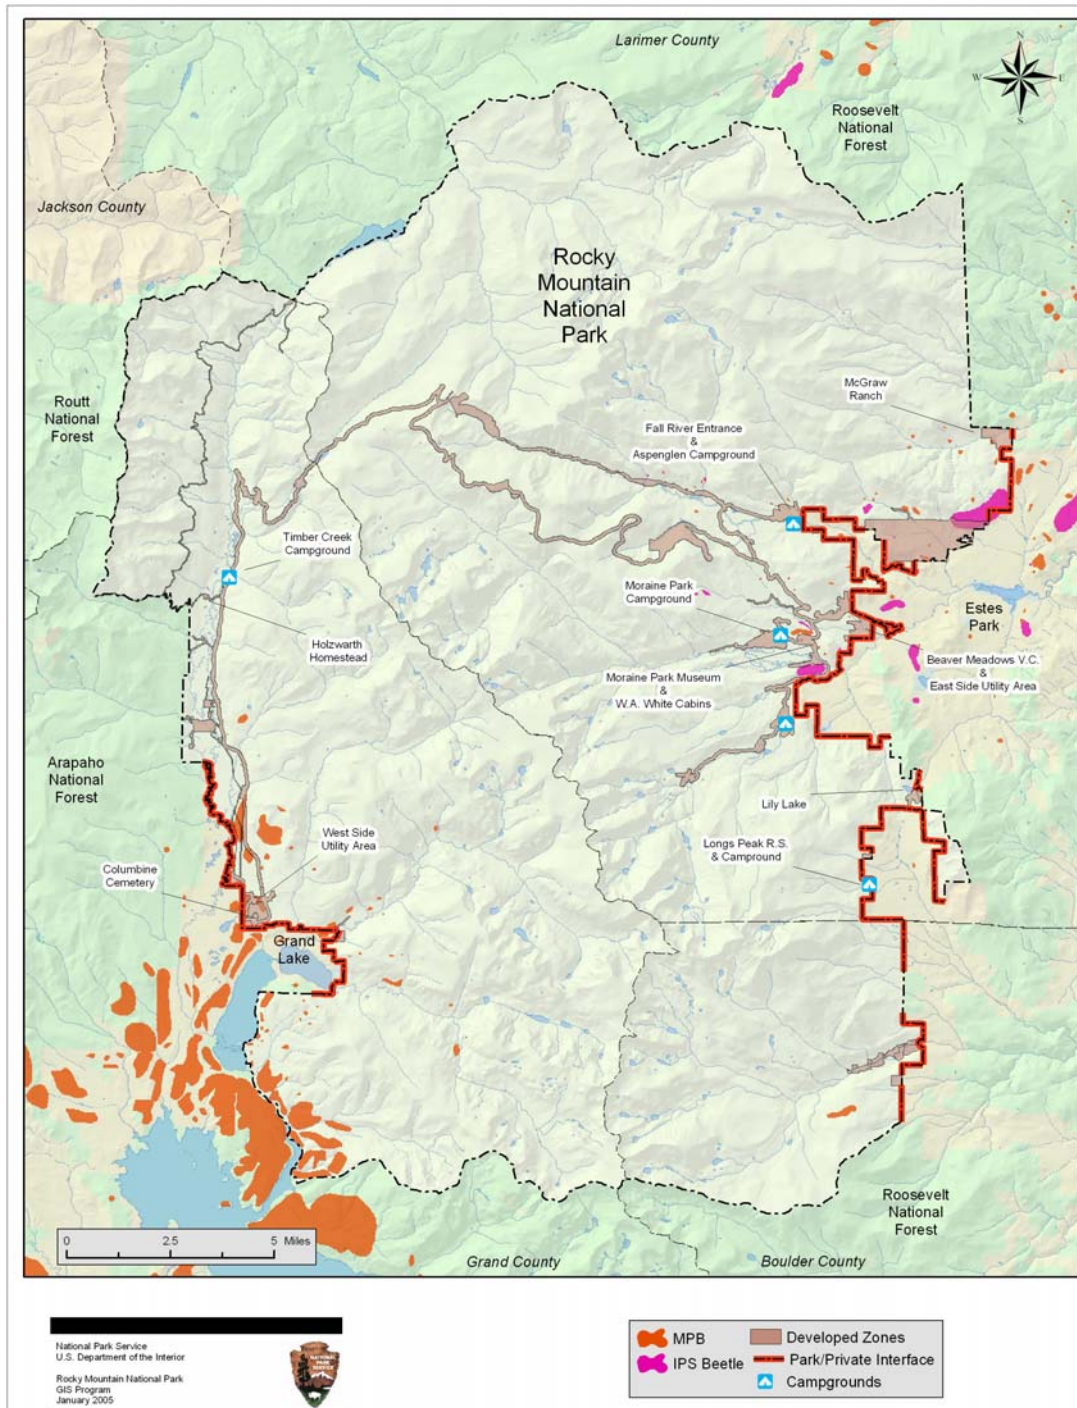 Larimer County
N
W
E
S
Roosevelt
National
Forest
Jackson County
Rocky
Mountain
National
Park
McGraw
Ranch
Routt
National
Forest
Fall River Entrance
&
Aspenglen Campground
Timber Creek
Campground
Moraine Park
Campground
Estes
Park
Holzwarth
Homestead
Beaver Meadows V.C.
&
East Side Utility Area
Moraine Park Museum
&
W.A. White Cabins
Arapaho
National
Forest
Lily Lake
West Side
Utility Area
Longs Peak R.S.
& Campround
Columbine
Cemetery
Grand
Lake
Roosevelt
National
Forest
0 2.5 5 Miles
Grand County
Boulder County
National Park Service
U.S. Department of the Interior
Rocky Mountain National Park
GIS Program
January 2005
NATIONAL
PARK
SERVICE
MPB
IPS Beetle
Developed Zones
Park/Private Interface
Campgrounds